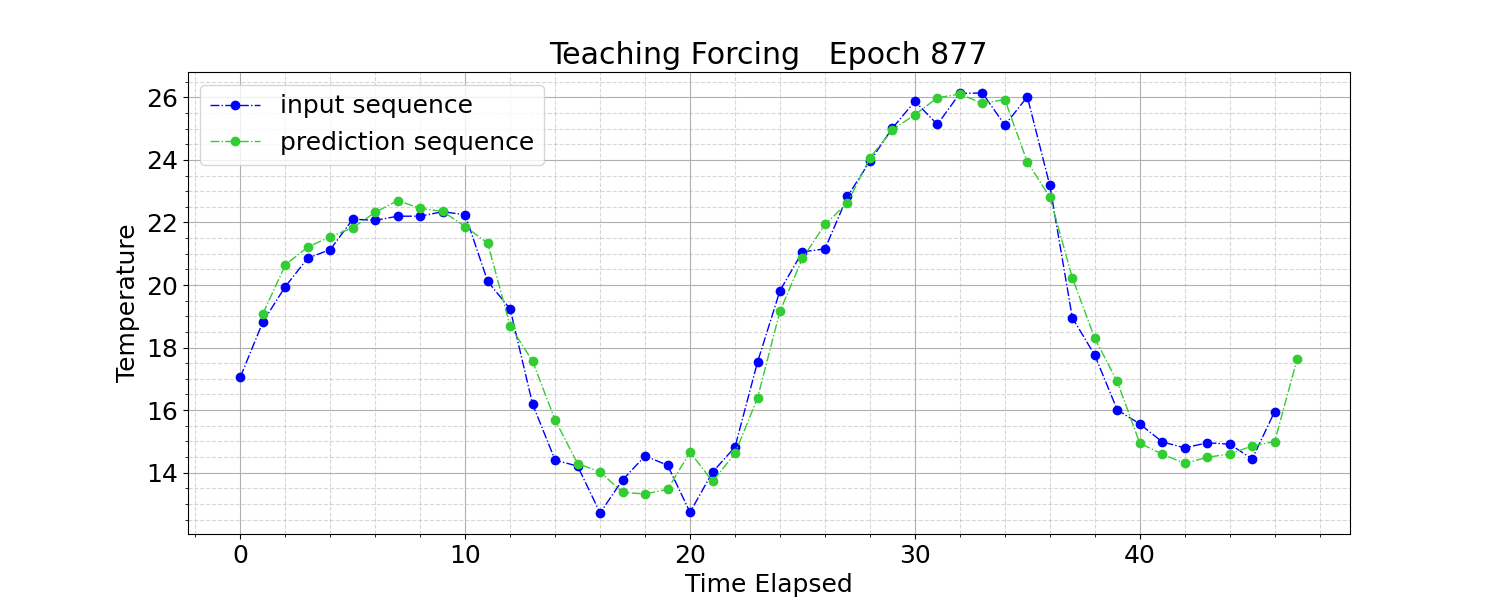 Teaching Forcing   Epoch 877
input sequence
prediction sequence
26
24
22
20
18
16
14
Temperature
0 10 20 30 40
Time Elapsed